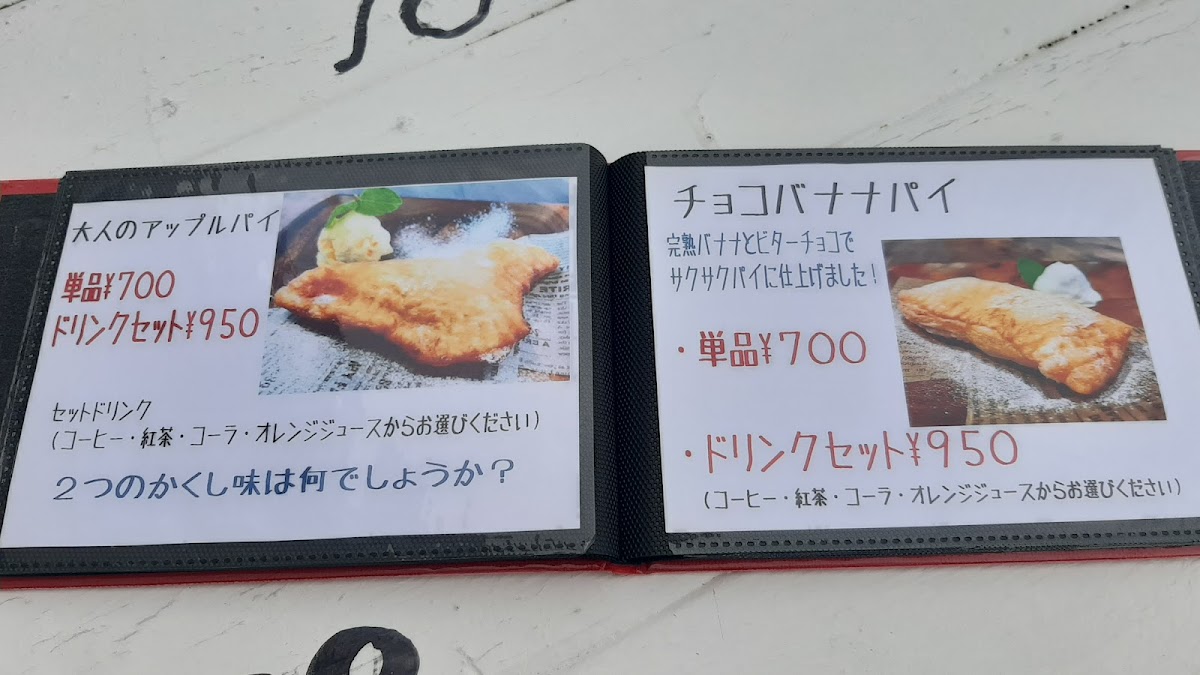 大人のアップルパイ
単品¥700
ドリンクセット¥950
セットドリンク
(コーヒー・紅茶・コーラ・オレンジジュースからお選びください)
2つのかくし味は何でしょうか?
チョコバナナパイ
完熟バナナとビターチョコで
サクサクパイに仕上げました!
・単品¥700
・ドリンクセット¥950
(コーヒー・紅茶・コーラ・オレンジジュースからお選びください)